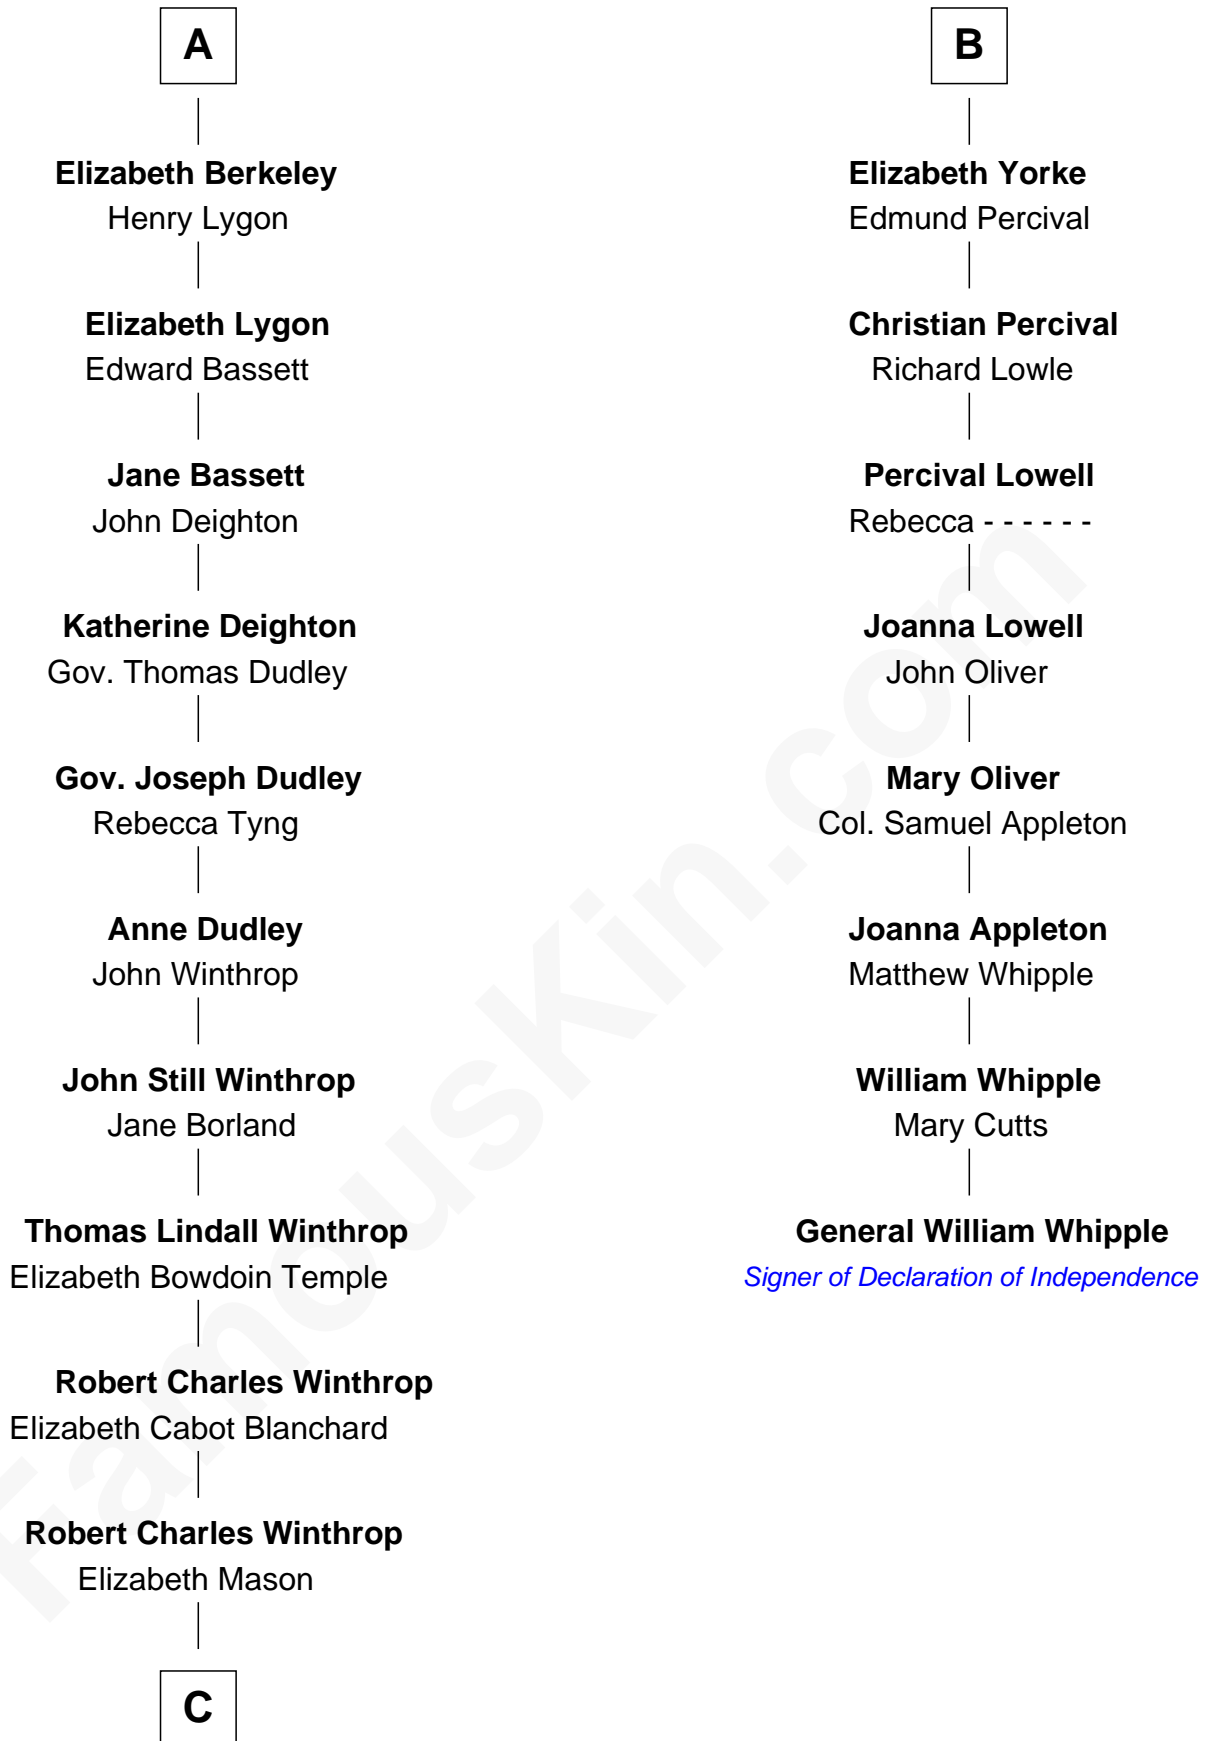 A
Elizabeth Berkeley
Henry Lygon
Elizabeth Lygon
Edward Bassett
Jane Bassett
John Deighton
Katherine Deighton
Gov. Thomas Dudley
Gov. Joseph Dudley
Rebecca Tyng
Anne Dudley
John Winthrop
John Still Winthrop
Jane Borland
Thomas Lindall Winthrop
Elizabeth Bowdoin Temple
Robert Charles Winthrop
Elizabeth Cabot Blanchard
Robert Charles Winthrop
Elizabeth Mason
C
B
Elizabeth Yorke
Edmund Percival
Christian Percival
Richard Lowle
Percival Lowell
Rebecca - - - - - -
Joanna Lowell
John Oliver
Mary Oliver
Col. Samuel Appleton
Joanna Appleton
Matthew Whipple
William Whipple
Mary Cutts
General William Whipple
Signer of Declaration of Independence
FamousKin.com